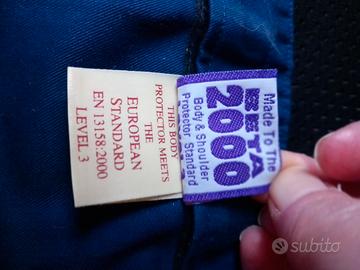 THIS BODY
PROTECTOR MEETS
THE
EUROPEAN
STANDARD
EN 13158:2000
LEVEL 3
Made To The
BETA
2000
Body & Shoulder
Protector Standard
subito